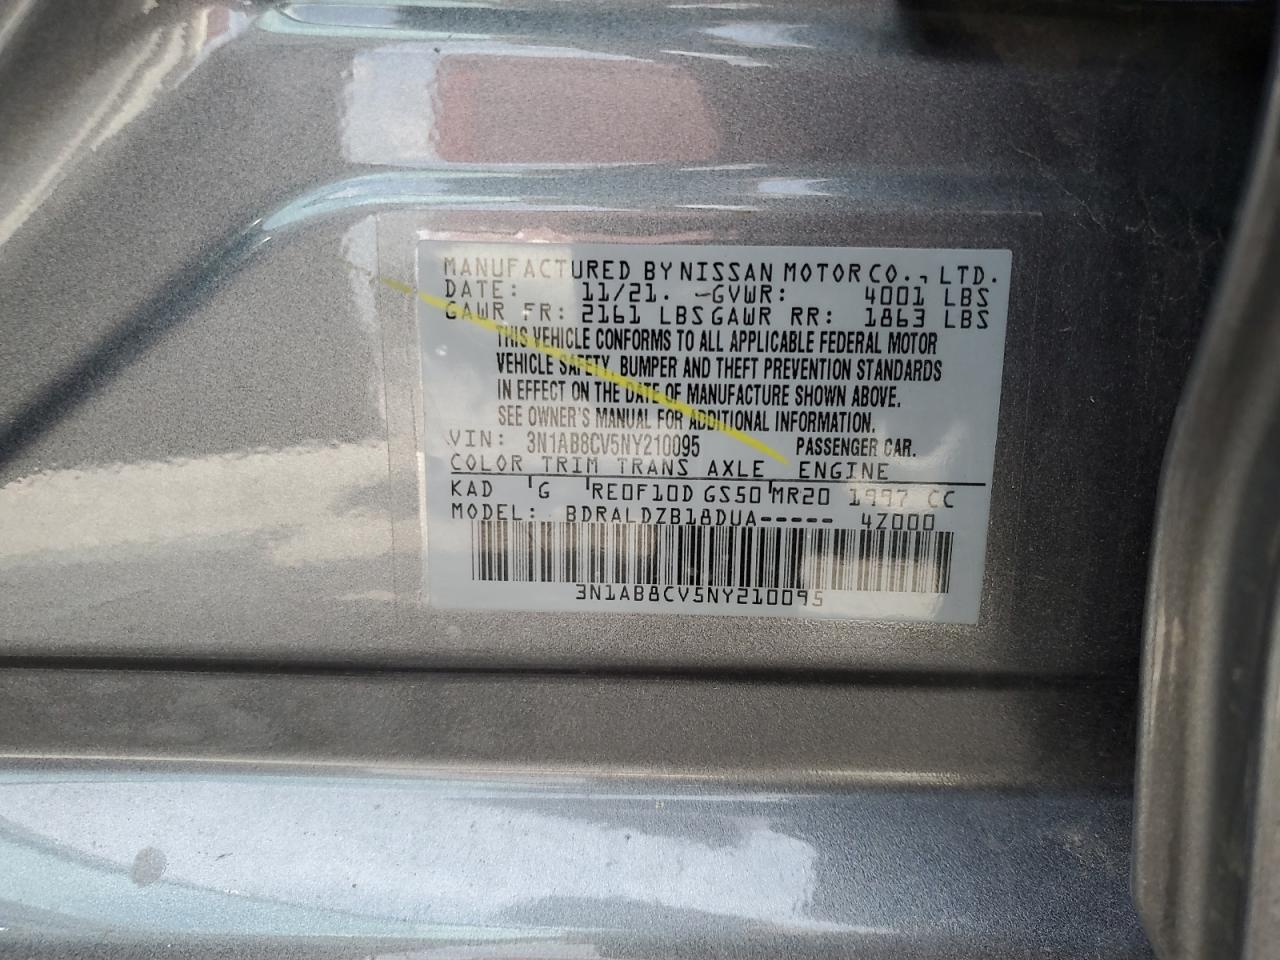 MANUFACTURED BY NISSAN MOTOR CO., LTD.
DATE: 11/21. GVWR: 4001 LBS
GAWR FR: 2161 LBS GAWR RR: 1863 LBS
THIS VEHICLE CONFORMS TO ALL APPLICABLE FEDERAL MOTOR
VEHICLE SAFETY, BUMPER AND THEFT PREVENTION STANDARDS
IN EFFECT ON THE DATE OF MANUFACTURE SHOWN ABOVE.
SEE OWNER'S MANUAL FOR ADDITIONAL INFORMATION.
VIN: 3N1AB8CV5NY210095 PASSENGER CAR.
COLOR TRIM TRANS AXLE ENGINE
KAD G RE0F10D GS50 MR20 1997 CC
MODEL: BDRALDZB18DUA----- 4Z000
3N1AB8CV5NY210095